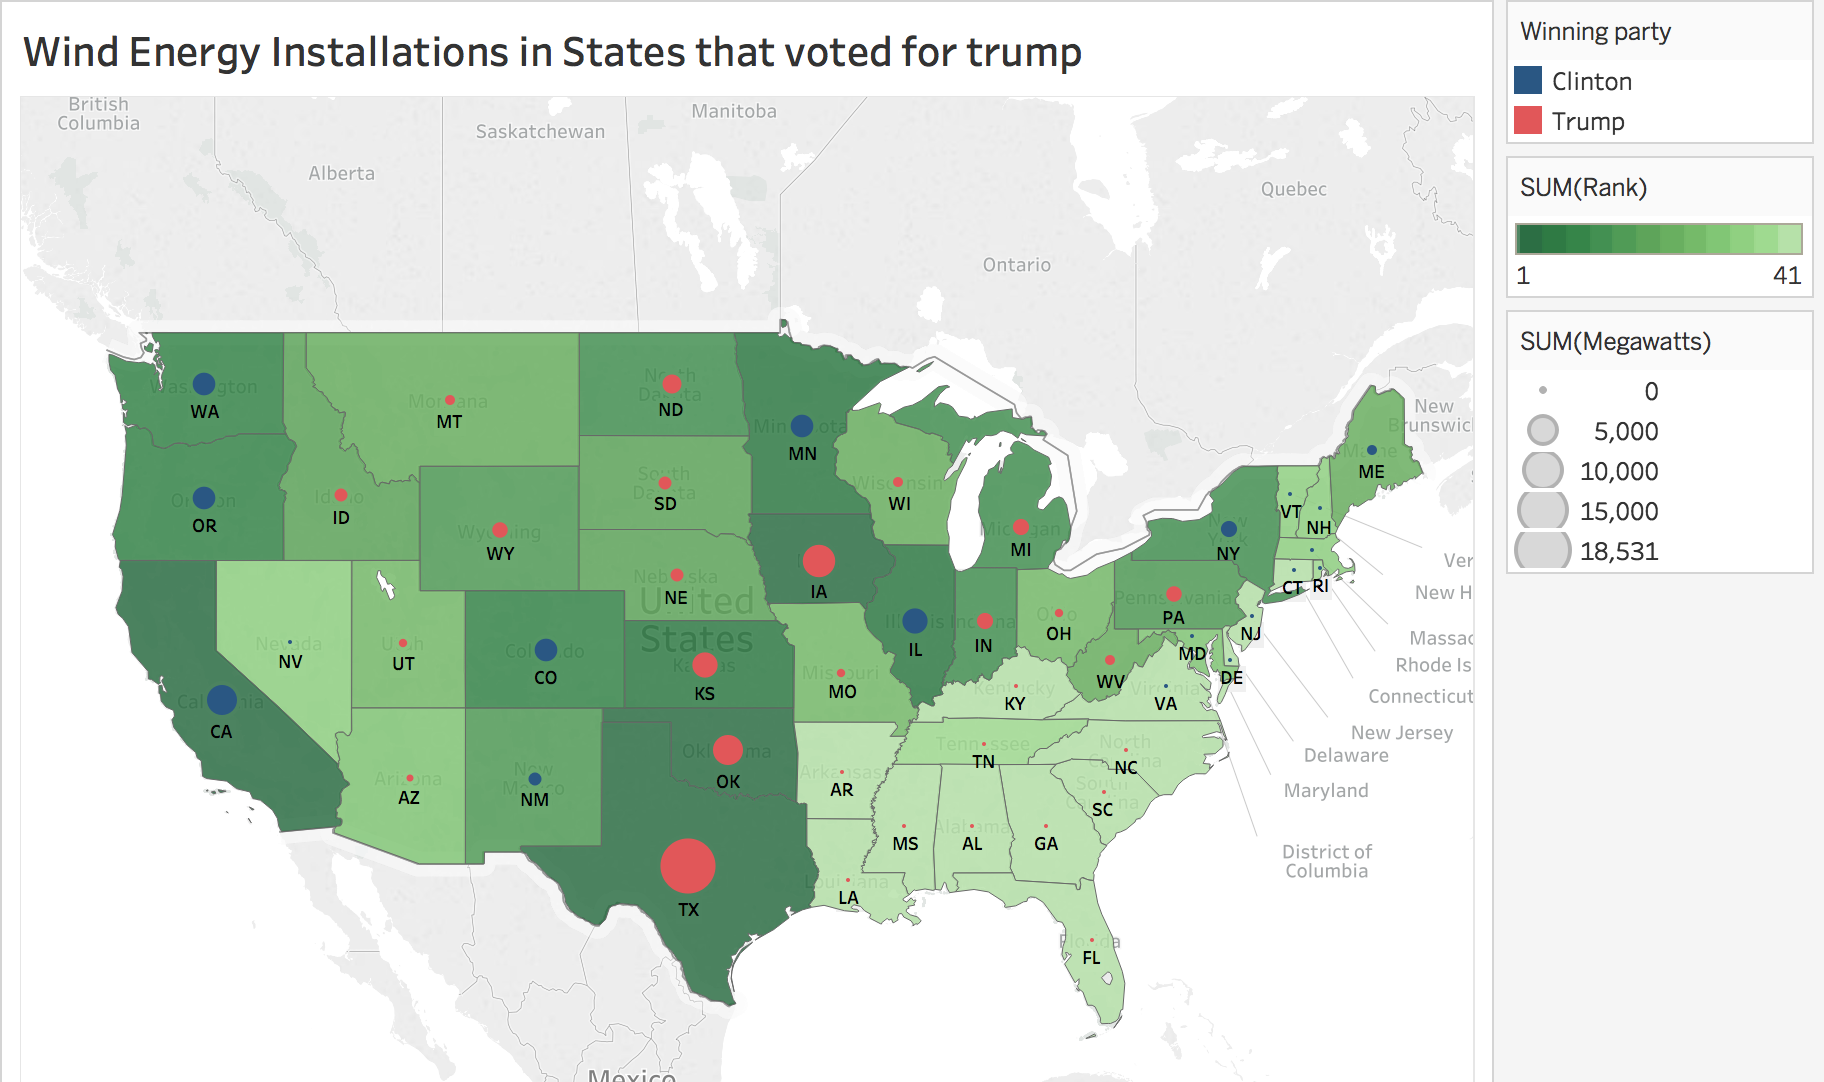 Wind Energy Installations in States that voted for trump
British
Columbia
Alberta
Saskatchewan
Manitoba
Ontario
Quebec
New
Brunswick
WA
OR
CA
NV
ID
MT
WY
UT
AZ
CO
NM
ND
SD
NE
KS
OK
TX
MN
IA
MO
AR
LA
WI
IL
MI
IN
OH
KY
TN
MS
AL
GA
FL
SC
NC
VA
WV
PA
NY
VT
NH
ME
CT
RI
NJ
MD
DE
United
States
Ver
New H
Massac
Rhode Is
Connecticut
New Jersey
Delaware
Maryland
District of
Columbia
Mexico
Winning party
Clinton
Trump
SUM(Rank)
1
41
SUM(Megawatts)
0
5,000
10,000
15,000
18,531